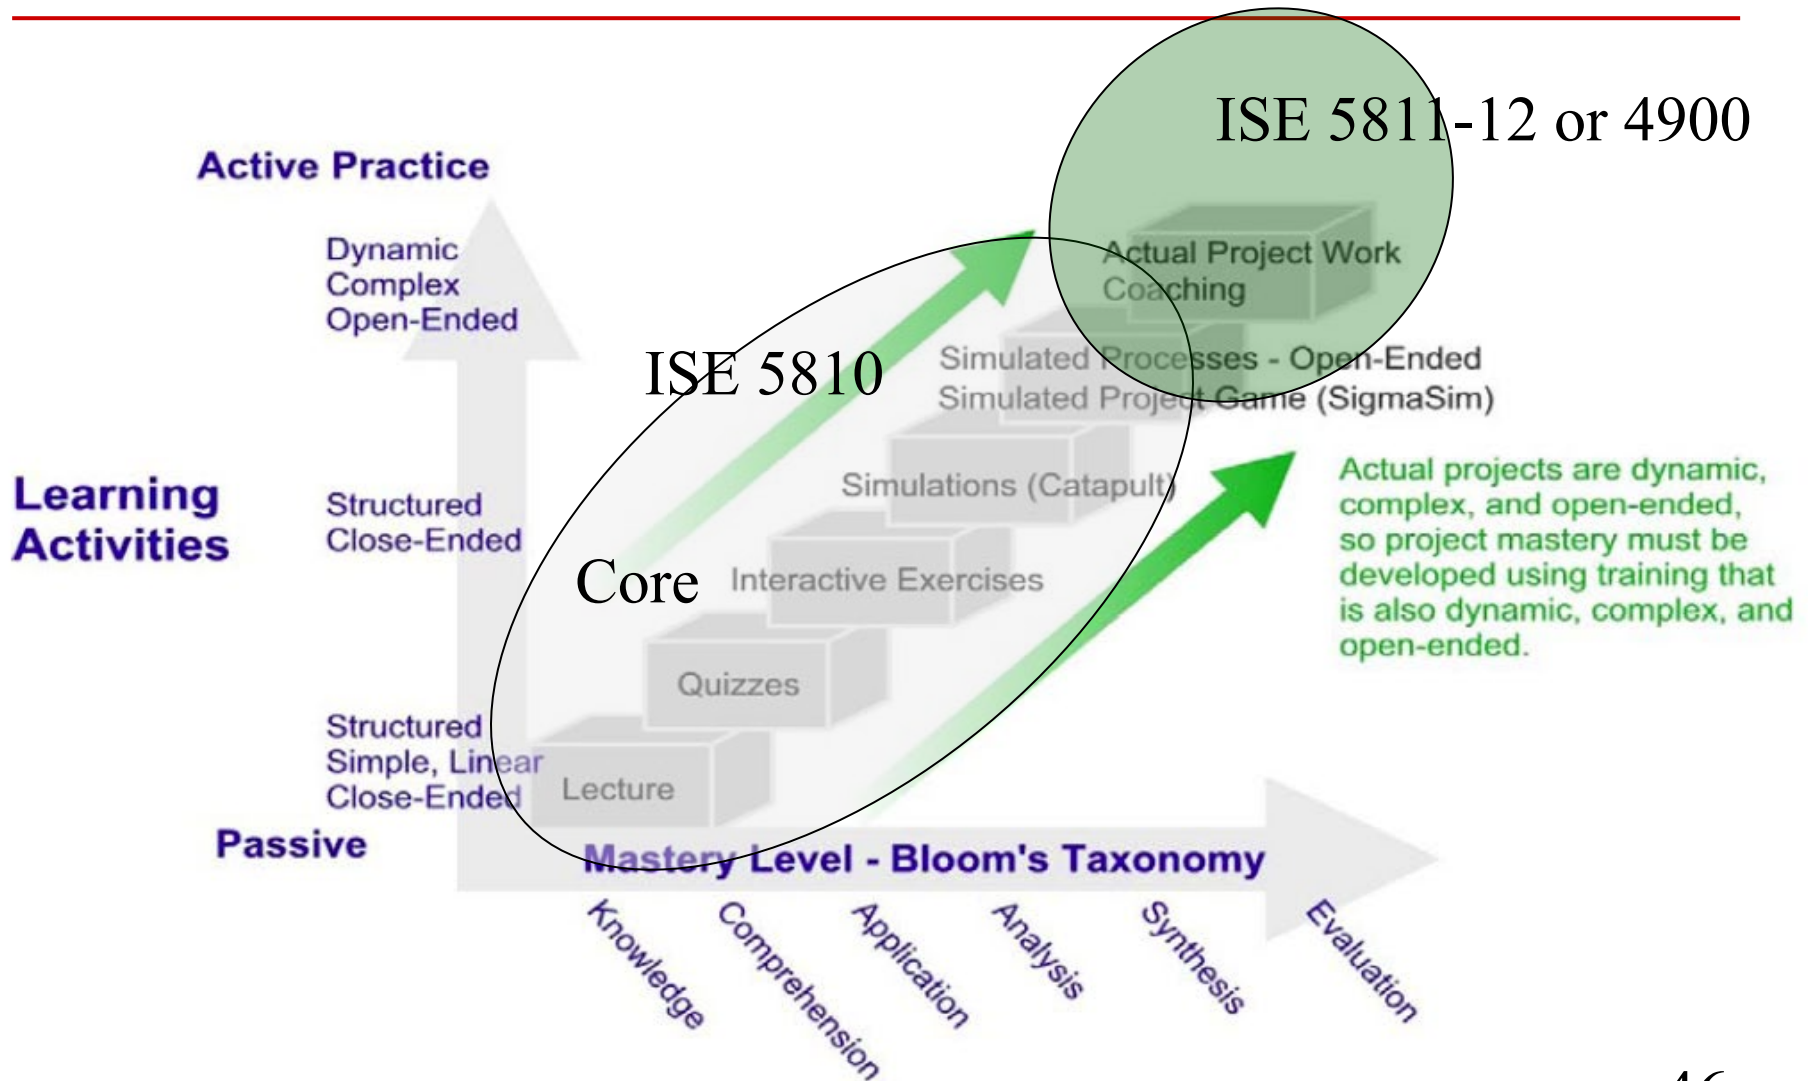 ISE 5811-12 or 4900
Active Practice
Dynamic
Complex
Open-Ended
Actual Project Work
Coaching
ISE 5810
Simulated Processes - Open-Ended
Simulated Project Game (SigmaSim)
Learning
Activities
Structured
Close-Ended
Simulations (Catapult)
Actual projects are dynamic,
complex, and open-ended,
so project mastery must be
developed using training that
is also dynamic, complex, and
open-ended.
Core
Interactive Exercises
Quizzes
Structured
Simple, Linear
Close-Ended
Lecture
Passive
Mastery Level - Bloom's Taxonomy
Knowledge
Comprehension
Application
Analysis
Synthesis
Evaluation